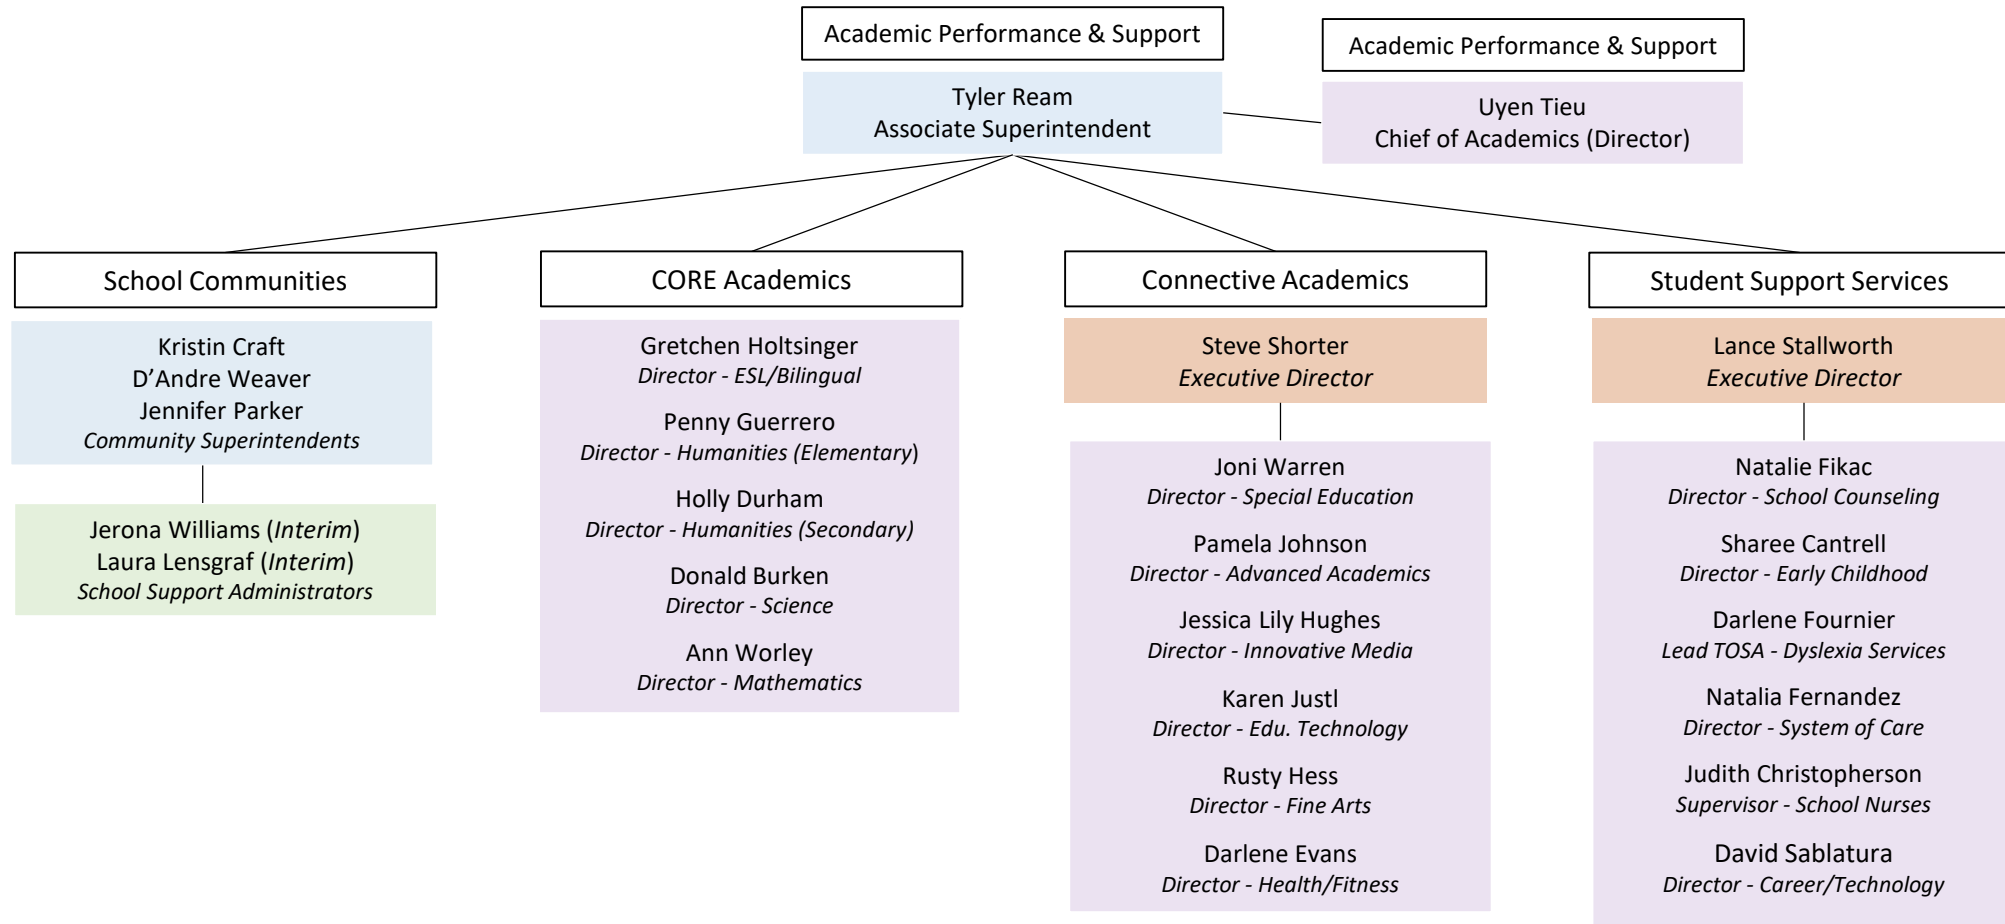 Academic Performance & Support
Tyler Ream
Associate Superintendent
Academic Performance & Support
Uyen Tieu
Chief of Academics (Director)
School Communities
Kristin Craft
D’Andre Weaver
Jennifer Parker
Community Superintendents
Jerona Williams (Interim)
Laura Lensgraf (Interim)
School Support Administrators
CORE Academics
Gretchen Holtsinger
Director - ESL/Bilingual
Penny Guerrero
Director - Humanities (Elementary)
Holly Durham
Director - Humanities (Secondary)
Donald Burken
Director - Science
Ann Worley
Director - Mathematics
Connective Academics
Steve Shorter
Executive Director
Joni Warren
Director - Special Education
Pamela Johnson
Director - Advanced Academics
Jessica Lily Hughes
Director - Innovative Media
Karen Justl
Director - Edu. Technology
Rusty Hess
Director - Fine Arts
Darlene Evans
Director - Health/Fitness
Student Support Services
Lance Stallworth
Executive Director
Natalie Fikac
Director - School Counseling
Sharee Cantrell
Director - Early Childhood
Darlene Fournier
Lead TOSA - Dyslexia Services
Natalia Fernandez
Director - System of Care
Judith Christopherson
Supervisor - School Nurses
David Sablatura
Director - Career/Technology